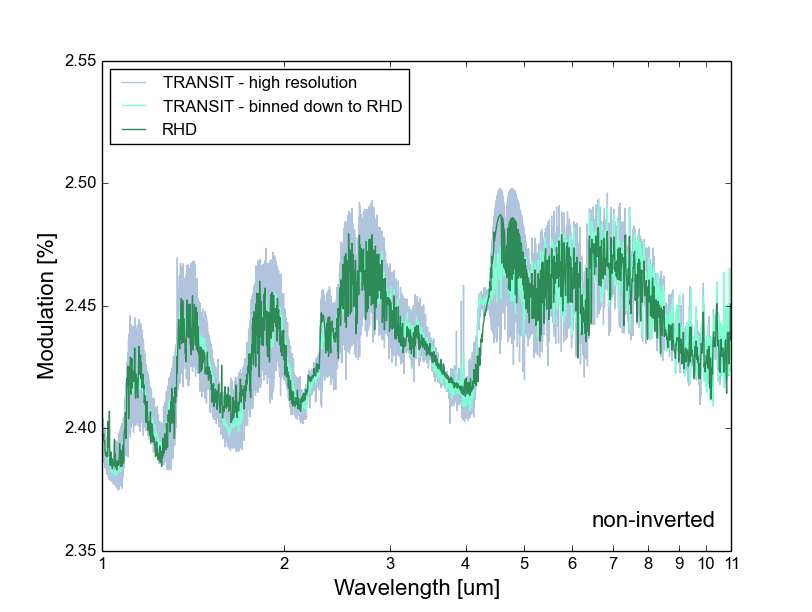 2.55
2.50
2.45
2.40
2.35
Modulation [%]
TRANSIT - high resolution
TRANSIT - binned down to RHD
RHD
non-inverted
1 2 3 4 5 6 7 8 9 10 11
Wavelength [um]